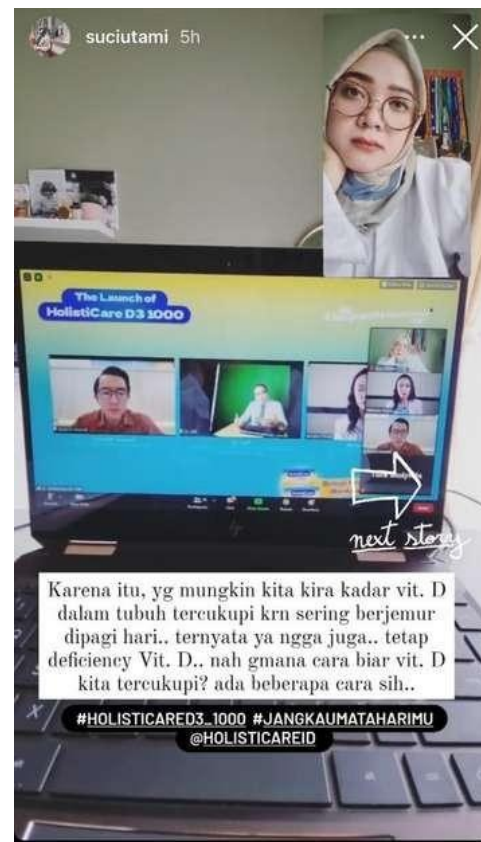 suciutami 5h
The Launch of
HolistiCare D3 1000
next story
Karena itu, yg mungkin kita kira kadar vit. D
dalam tubuh tercukupi krn sering berjemur
dipagi hari.. ternyata ya ngga juga.. tetap
deficiency Vit. D.. nah gmana cara biar vit. D
kita tercukupi? ada beberapa cara sih..
#HOLISTICARED3_1000 #JANGKAUMATAHARIMU
@HOLISTICAREID